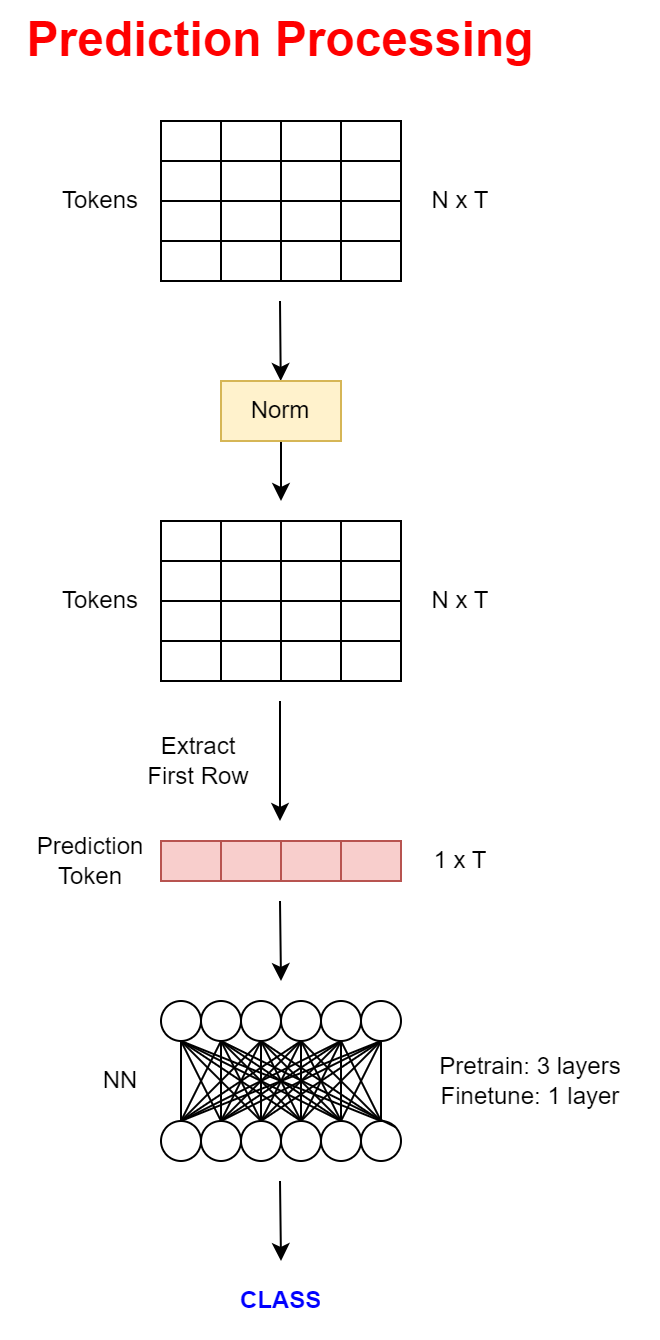 Prediction Processing
Tokens
N x T
Norm
Tokens
N x T
Extract
First Row
Prediction
Token
1 x T
NN
Pretrain: 3 layers
Finetune: 1 layer
CLASS